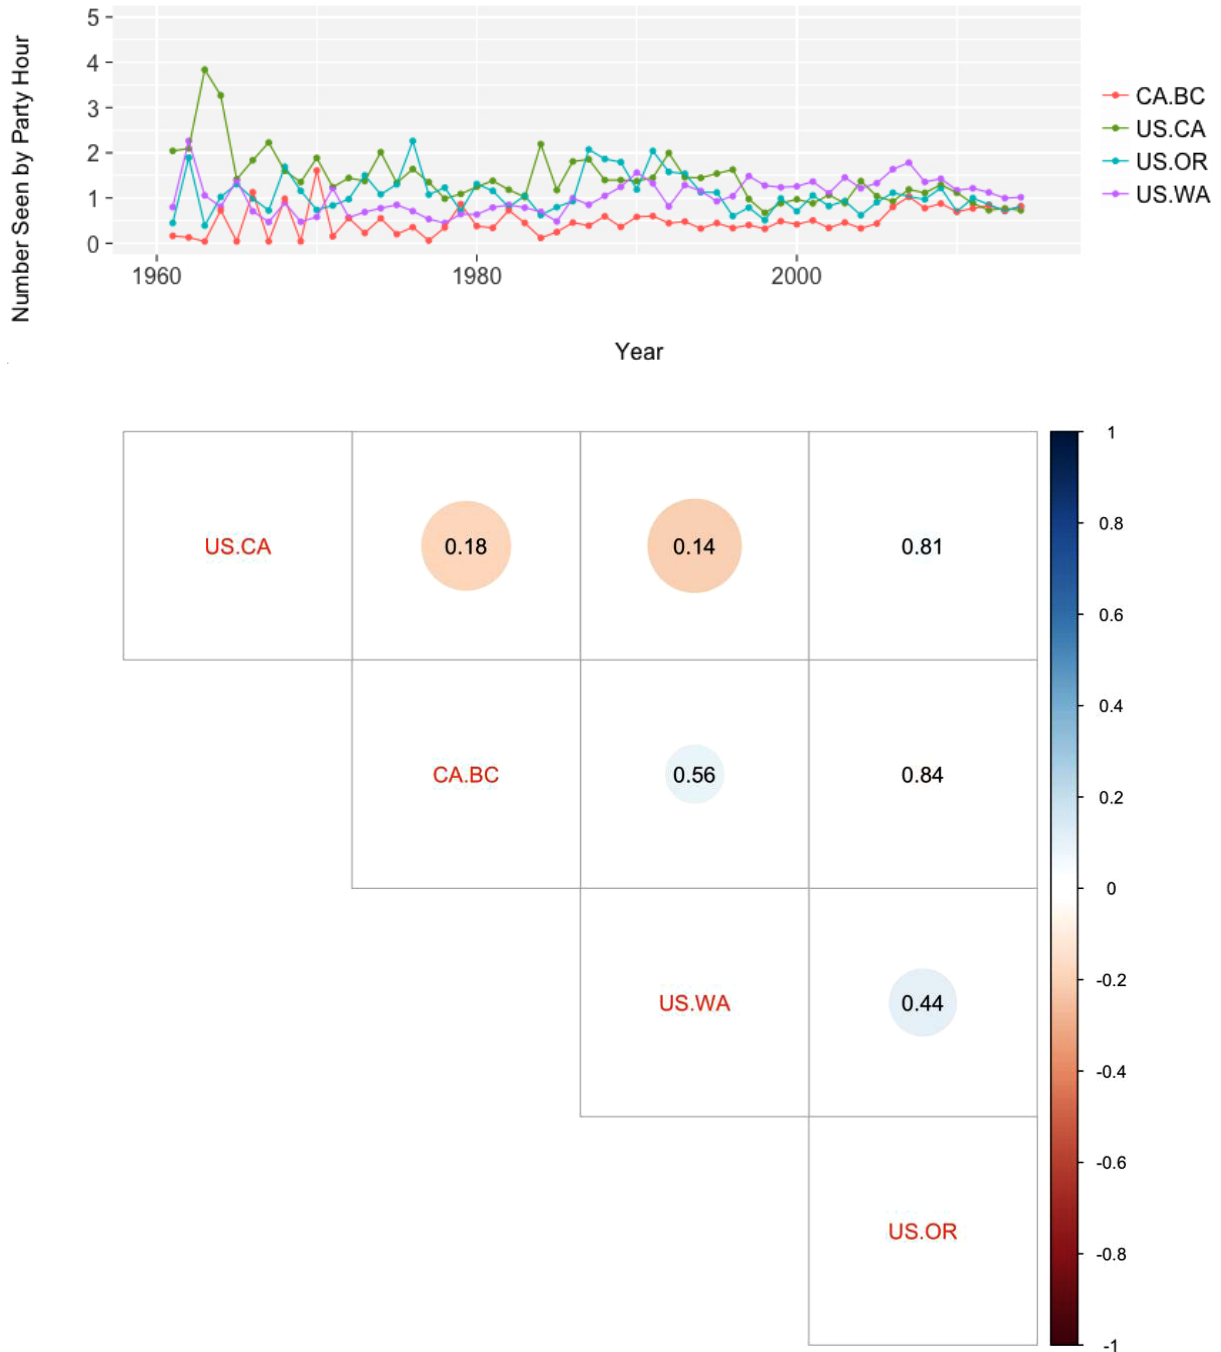 Number Seen by Party Hour
5
4
3
2
1
0
1960 1980 2000
Year
CA.BC
US.CA
US.OR
US.WA
US.CA 0.18 0.14 0.81
CA.BC 0.56 0.84
US.WA 0.44
US.OR
1
0.8
0.6
0.4
0.2
0
-0.2
-0.4
-0.6
-0.8
-1